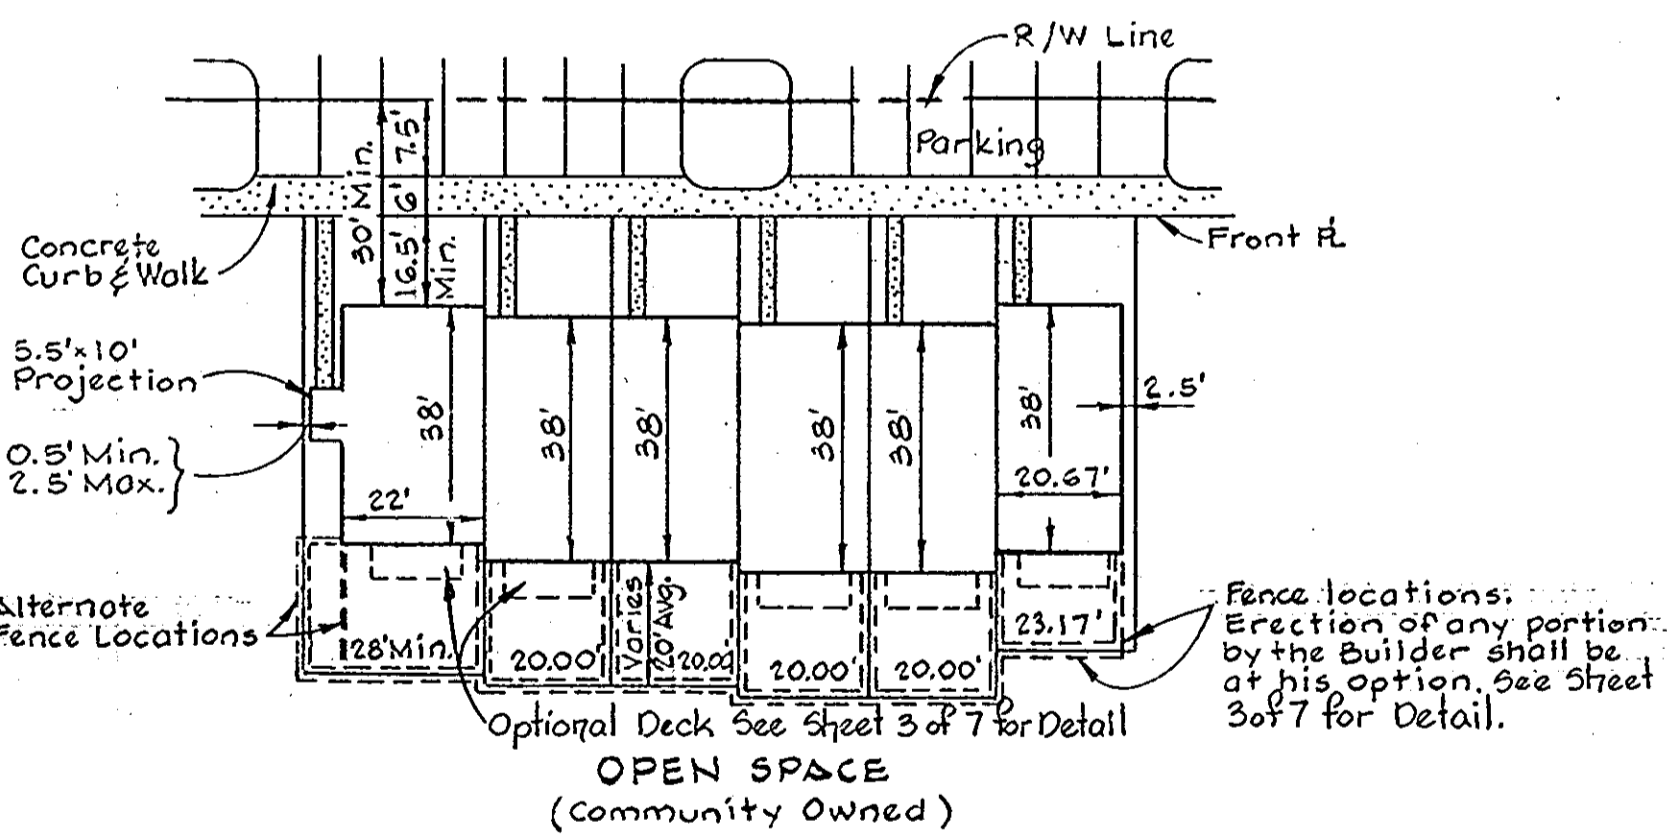 R/W Line
Parking
30' Min.
7.5'
6'
16.5'
Min.
Concrete
Curb & Walk
Front PL
5.5'x10'
Projection
0.5' Min.
2.5' Max.
38'
38'
38'
38'
38'
38'
2.5'
22'
20.67'
Alternate
Fence Locations
28' Min.
20.00'
Varies
20' Avg.
20.00'
20.00'
20.00'
23.17'
Fence locations.
Erection of any portion
by the Builder shall be
at his option. See Sheet
3 of 7 for Detail.
Optional Deck See Sheet 3 of 7 for Detail
OPEN SPACE
(Community Owned)